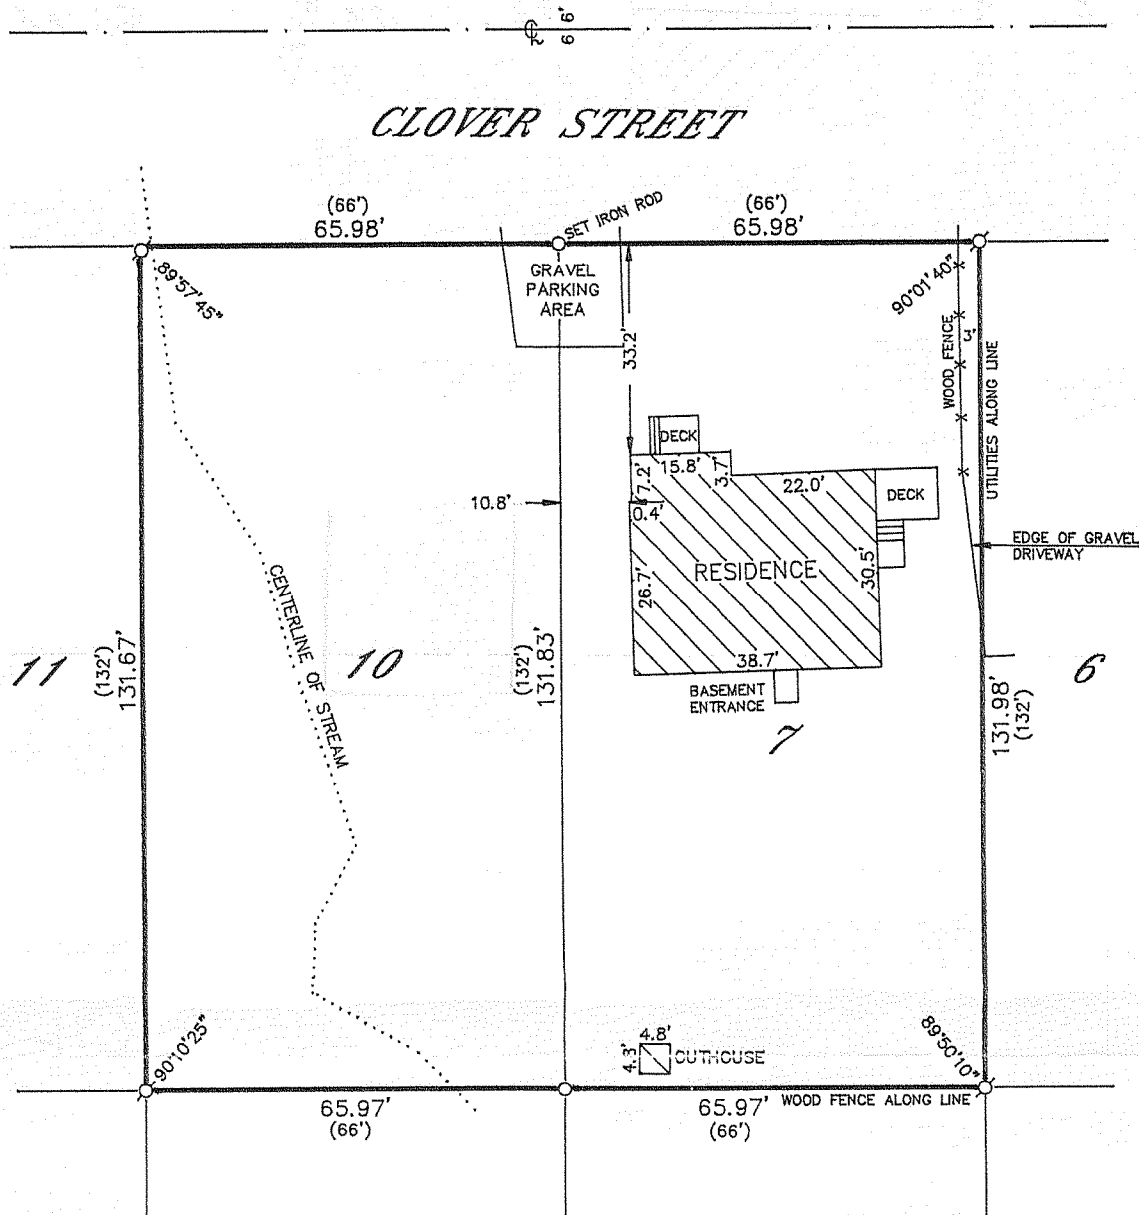 6 6'
CLOVER STREET
(66')
65.98'
SET IRON ROD
(66')
65.98'
89°57'45"
GRAVEL
PARKING
AREA
90°01'40"
33.2'
WOOD FENCE
3'
UTILITIES ALONG LINE
DECK
15.8'
3.7'
7.2'
22.0'
DECK
10.8'
0.4'
EDGE OF GRAVEL
DRIVEWAY
RESIDENCE
30.5'
26.7'
CENTERLINE OF STREAM
11
(132')
131.67'
10
(132')
131.83'
38.7'
BASEMENT
ENTRANCE
7
131.98'
(132')
6
90°10'25"
4.8'
4.3'
OUTHOUSE
89°50'10"
65.97'
(66')
65.97'
(66')
WOOD FENCE ALONG LINE